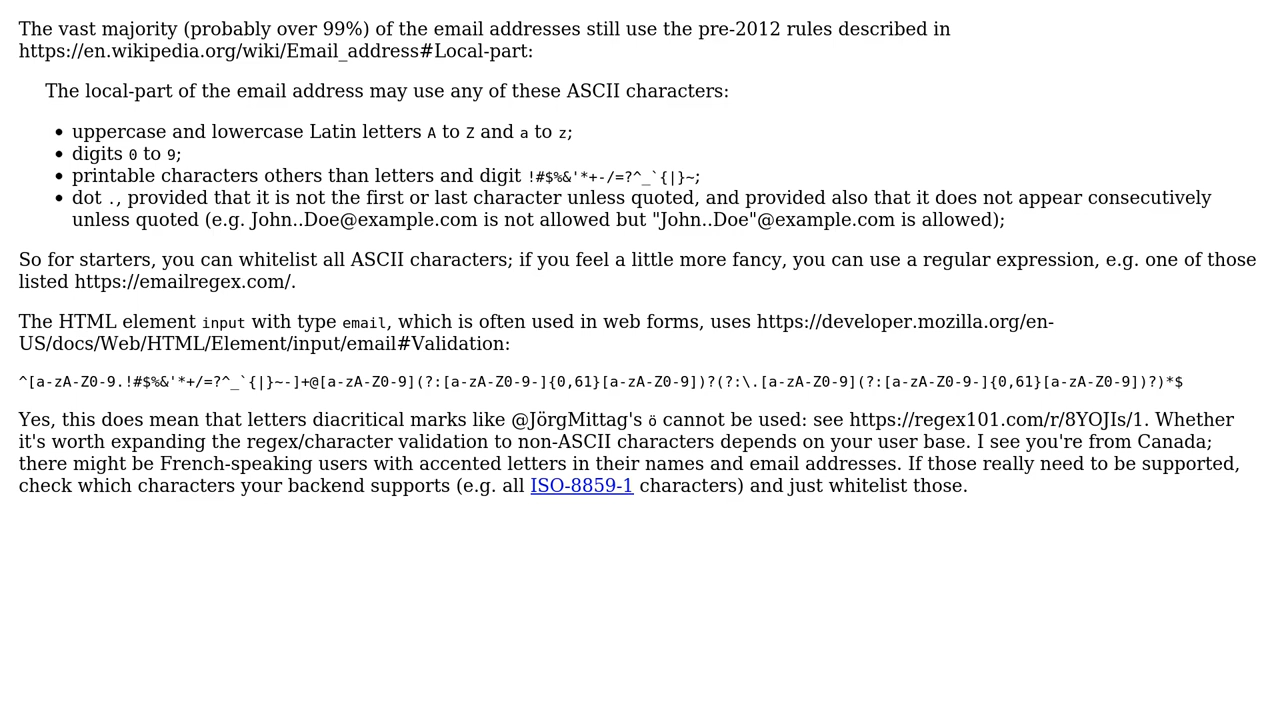 The vast majority (probably over 99%) of the email addresses still use the pre-2012 rules described in
https://en.wikipedia.org/wiki/Email_address#Local-part:
The local-part of the email address may use any of these ASCII characters:
• uppercase and lowercase Latin letters A to Z and a to z;
• digits 0 to 9;
• printable characters others than letters and digit !#$%&'*+-/=?^_`{|}~;
• dot ., provided that it is not the first or last character unless quoted, and provided also that it does not appear consecutively
unless quoted (e.g. John..Doe@example.com is not allowed but "John..Doe"@example.com is allowed);
So for starters, you can whitelist all ASCII characters; if you feel a little more fancy, you can use a regular expression, e.g. one of those
listed https://emailregex.com/.
The HTML element input with type email, which is often used in web forms, uses https://developer.mozilla.org/en-
US/docs/Web/HTML/Element/input/email#Validation:
^[a-zA-Z0-9.!#$%&'*+/=?^_`{|}~-]+@[a-zA-Z0-9](?:[a-zA-Z0-9-]{0,61}[a-zA-Z0-9])?(?:\.[a-zA-Z0-9](?:[a-zA-Z0-9-]{0,61}[a-zA-Z0-9])?)*$
Yes, this does mean that letters diacritical marks like @JörgMittag's ö cannot be used: see https://regex101.com/r/8YOJIs/1. Whether
it's worth expanding the regex/character validation to non-ASCII characters depends on your user base. I see you're from Canada;
there might be French-speaking users with accented letters in their names and email addresses. If those really need to be supported,
check which characters your backend supports (e.g. all ISO-8859-1 characters) and just whitelist those.